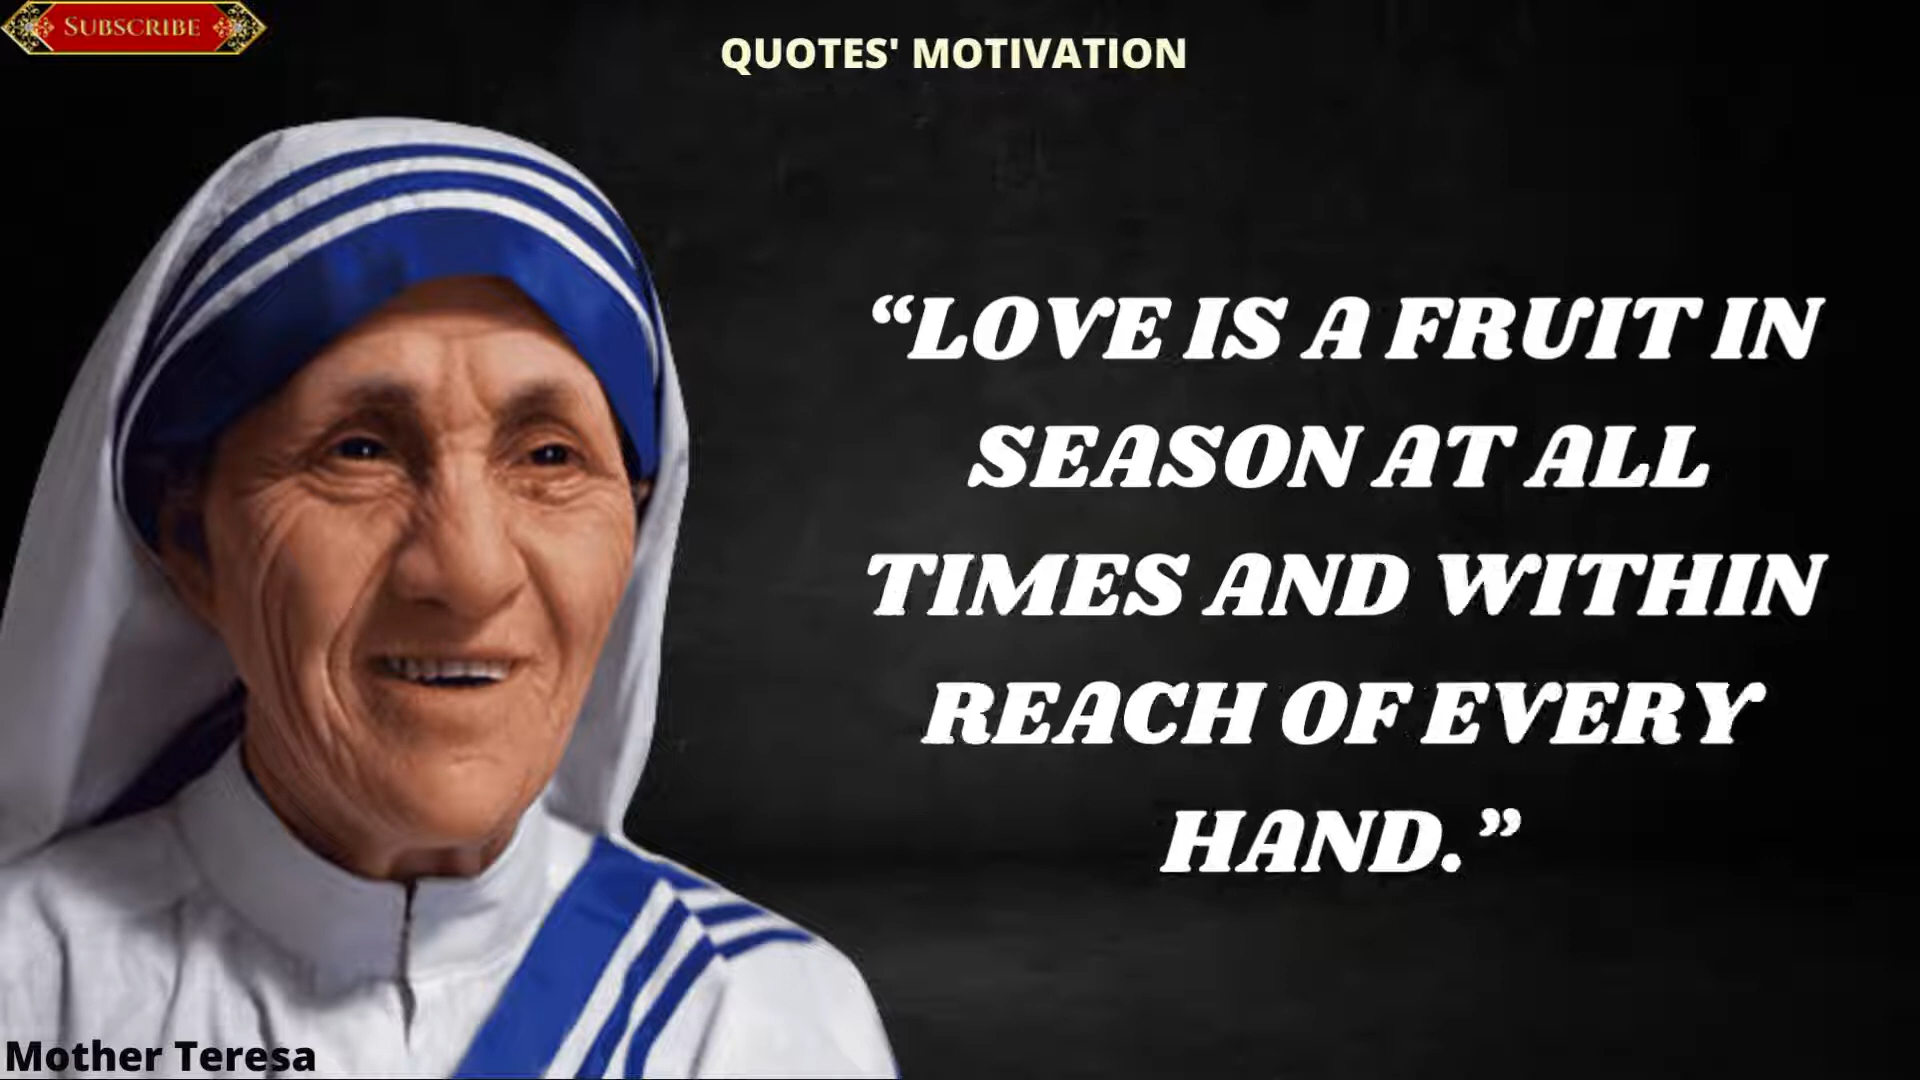 SUBSCRIBE
QUOTES' MOTIVATION
“LOVE IS A FRUIT IN
SEASON AT ALL
TIMES AND WITHIN
REACH OF EVERY
HAND.”
Mother Teresa